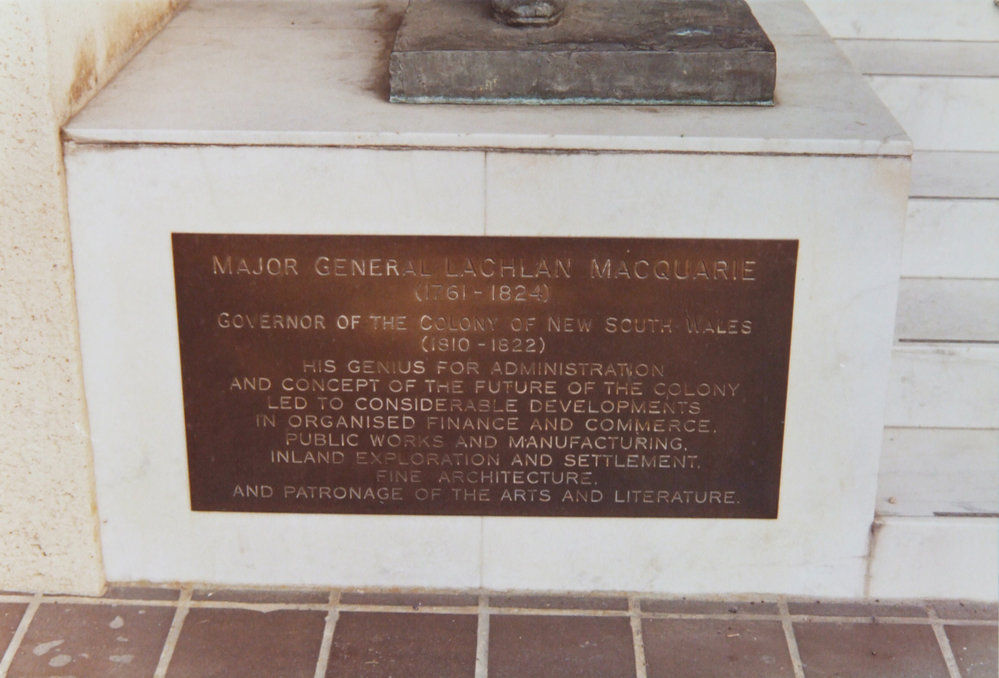 MAJOR GENERAL LACHLAN MACQUARIE
(1761-1824)
GOVERNOR OF THE COLONY OF NEW SOUTH WALES
(1810-1822)
HIS GENIUS FOR ADMINISTRATION
AND CONCEPT OF THE FUTURE OF THE COLONY
LED TO CONSIDERABLE DEVELOPMENTS
IN ORGANISED FINANCE AND COMMERCE,
PUBLIC WORKS AND MANUFACTURING,
INLAND EXPLORATION AND SETTLEMENT,
FINE ARCHITECTURE,
AND PATRONAGE OF THE ARTS AND LITERATURE.